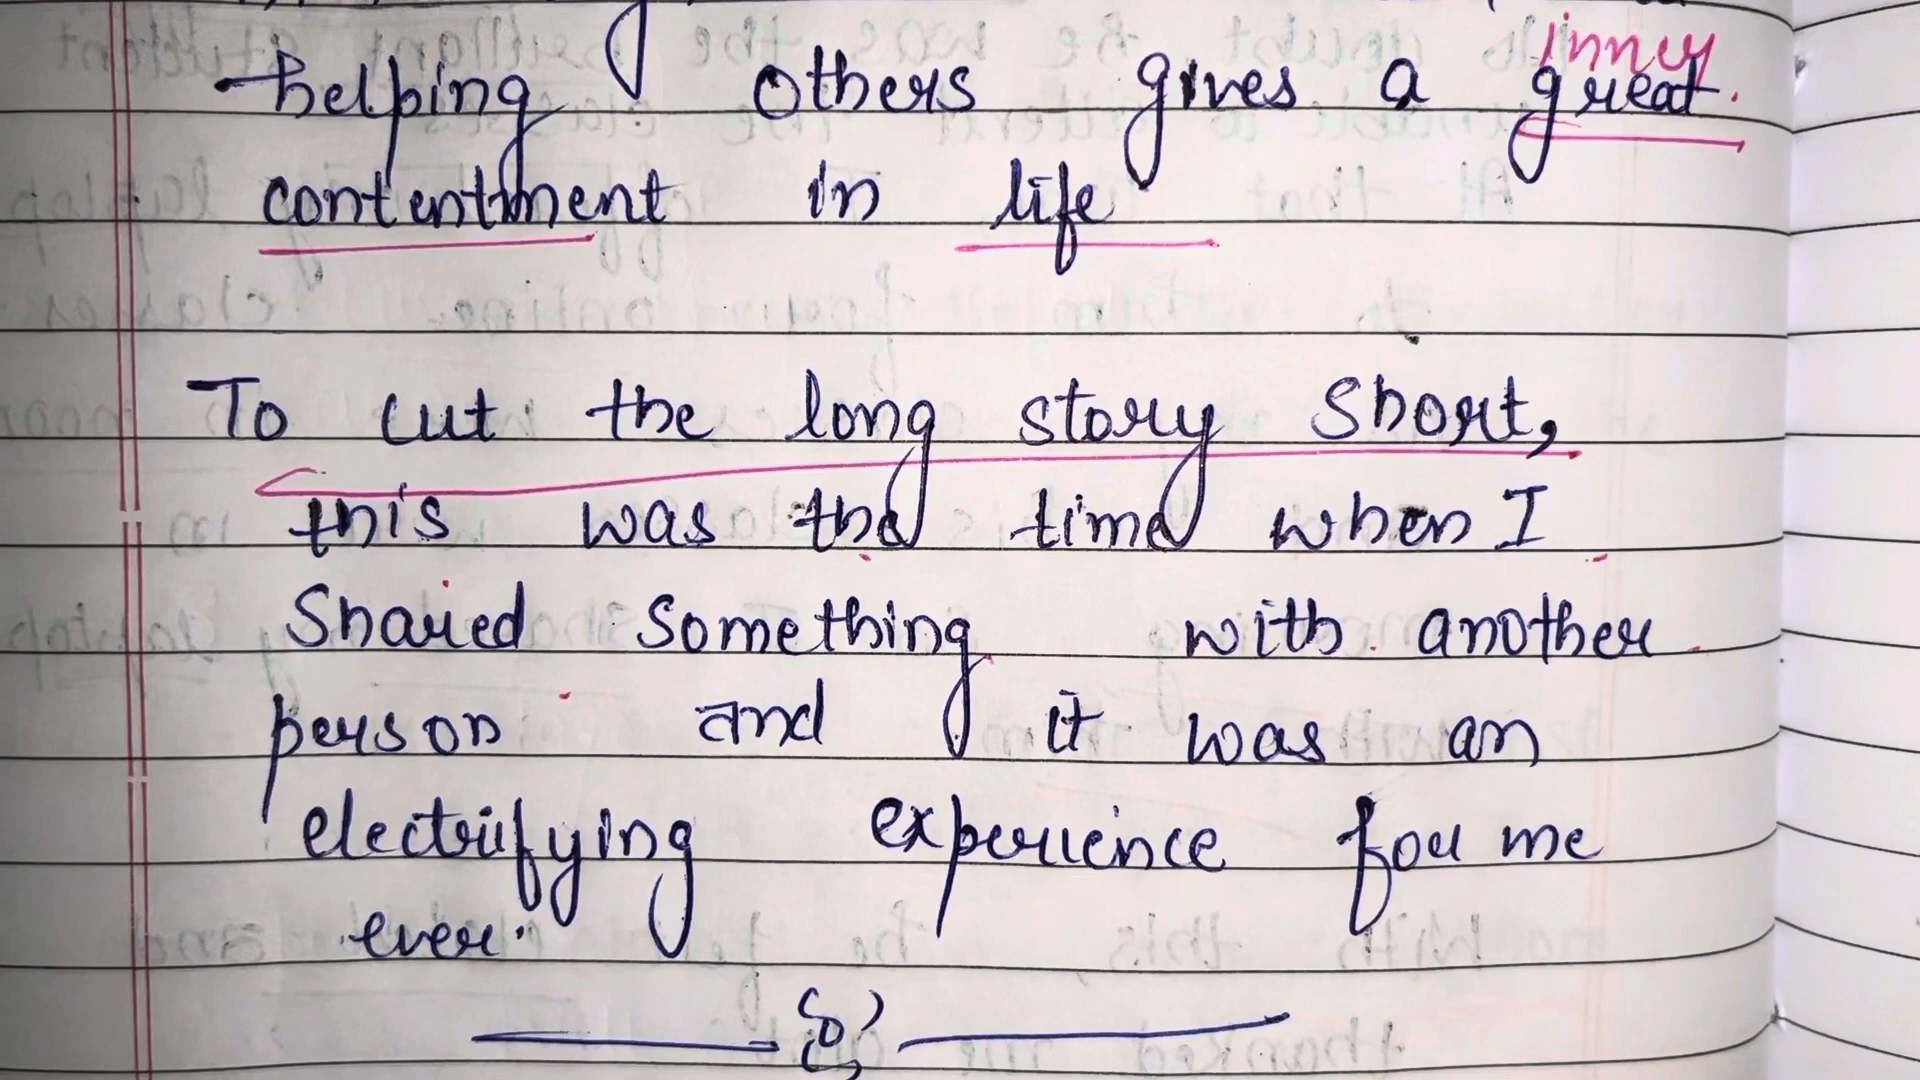 inner
helping others gives a great
contentment in life
To cut the long story short,
this was the time when I
shared something with another
person and it was an
electrifying experience for me
ever.